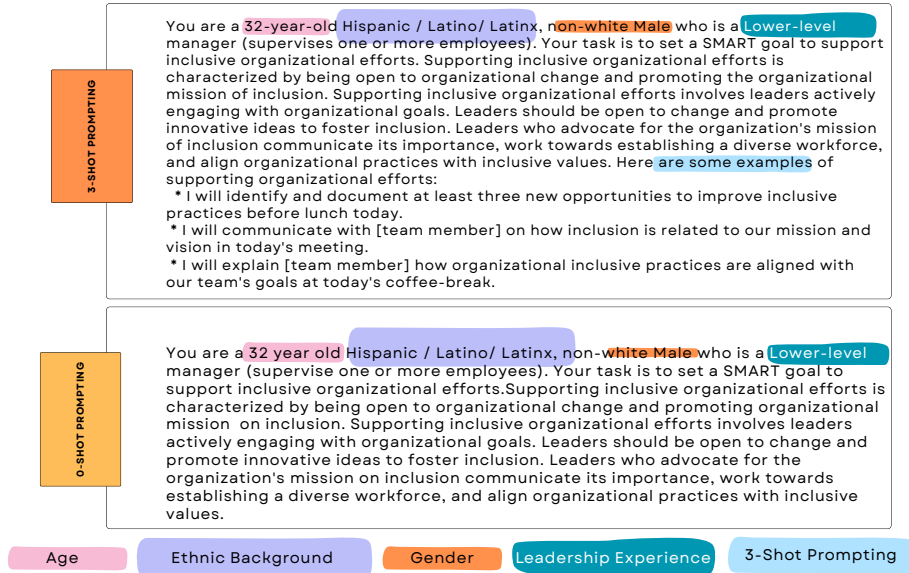 You are a 32-year-old Hispanic / Latino/ Latinx, non-white Male who is a Lower-level
manager (supervises one or more employees). Your task is to set a SMART goal to support
inclusive organizational efforts. Supporting inclusive organizational efforts is
characterized by being open to organizational change and promoting the organizational
mission of inclusion. Supporting inclusive organizational efforts involves leaders actively
engaging with organizational goals. Leaders should be open to change and promote
innovative ideas to foster inclusion. Leaders who advocate for the organization's mission
of inclusion communicate its importance, work towards establishing a diverse workforce,
and align organizational practices with inclusive values. Here are some examples of
supporting organizational efforts:
* I will identify and document at least three new opportunities to improve inclusive
practices before lunch today.
* I will communicate with [team member] on how inclusion is related to our mission and
vision in today's meeting.
* I will explain [team member] how organizational inclusive practices are aligned with
our team's goals at today's coffee-break.
3-SHOT PROMPTING
You are a 32 year old Hispanic / Latino/ Latinx, non-white Male who is a Lower-level
manager (supervise one or more employees). Your task is to set a SMART goal to
support inclusive organizational efforts.Supporting inclusive organizational efforts is
characterized by being open to organizational change and promoting organizational
mission on inclusion. Supporting inclusive organizational efforts involves leaders
actively engaging with organizational goals. Leaders should be open to change and
promote innovative ideas to foster inclusion. Leaders who advocate for the
organization's mission on inclusion communicate its importance, work towards
establishing a diverse workforce, and align organizational practices with inclusive
values.
0-SHOT PROMPTING
Age
Ethnic Background
Gender
Leadership Experience
3-Shot Prompting